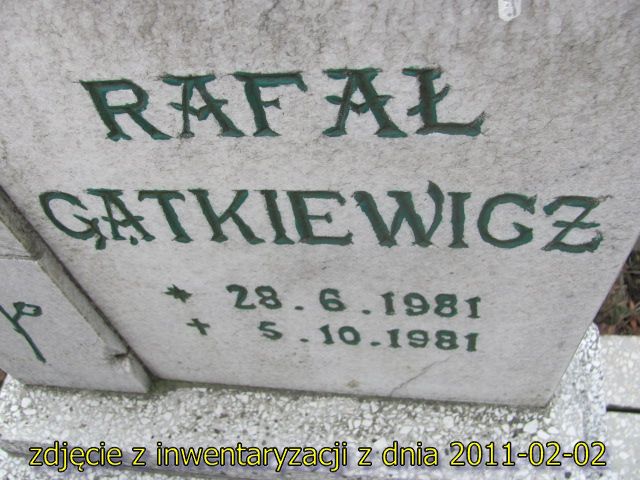 RAFAŁ
GĄTKIEWICZ
* 28.6.1981
+ 5.10.1981
zdjęcie z inwentaryzacji z dnia 2011-02-02